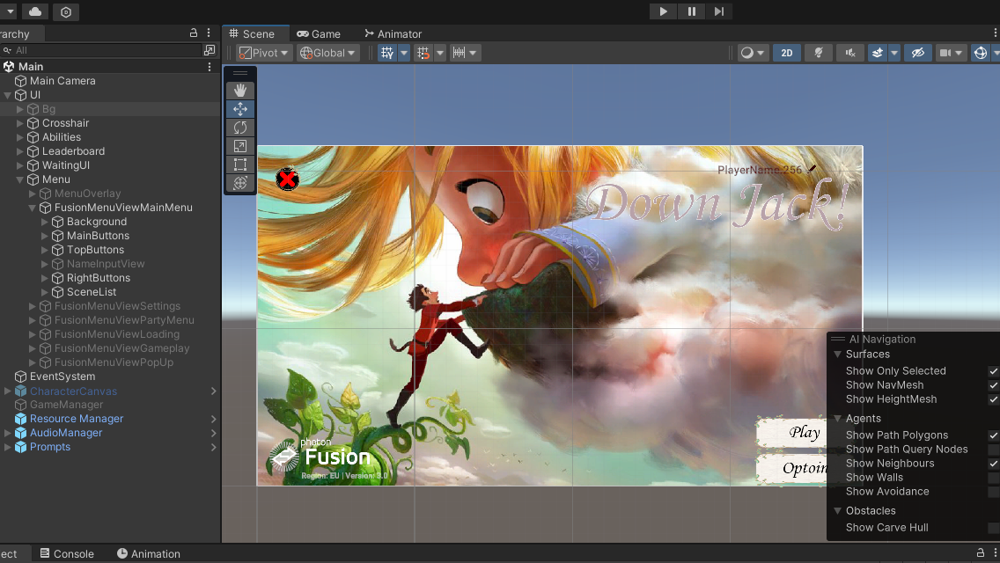 rarchy
Scene
Game
Animator
All
Pivot
Global
2D
Main
Main Camera
UI
Bg
Crosshair
Abilities
Leaderboard
WaitingUI
Menu
MenuOverlay
FusionMenuViewMainMenu
Background
MainButtons
TopButtons
NameInputView
RightButtons
SceneList
FusionMenuViewSettings
FusionMenuViewPartyMenu
FusionMenuViewLoading
FusionMenuViewGameplay
FusionMenuViewPopUp
EventSystem
CharacterCanvas
GameManager
Resource Manager
AudioManager
Prompts
PlayerName.256
Down Jack!
Play
Optoin
photon
Fusion
Region: EU | Version: 3.0
AI Navigation
Surfaces
Show Only Selected
Show NavMesh
Show HeightMesh
Agents
Show Path Polygons
Show Path Query Nodes
Show Neighbours
Show Walls
Show Avoidance
Obstacles
Show Carve Hull
ect
Console
Animation